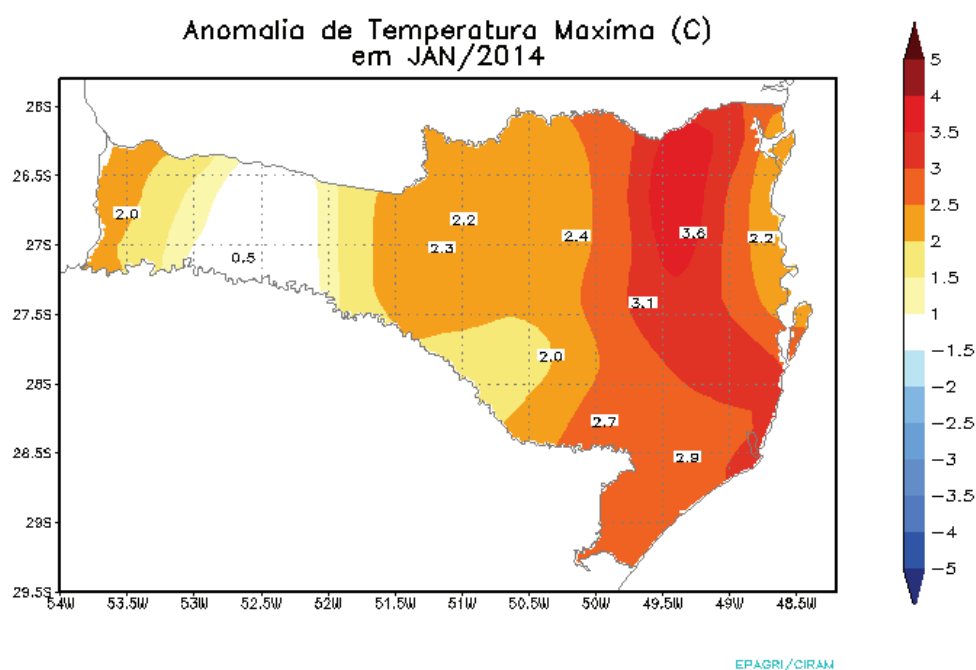 Anomalia de Temperatura Maxima (C)
em JAN/2014
26S
26.5S
27S
27.5S
28S
28.5S
29S
29.5S
54W 53.5W 53W 52.5W 52W 51.5W 51W 50.5W 50W 49.5W 49W 48.5W
2.0
0.5
2.2
2.3
2.4
3.6
2.2
3.1
2.0
2.7
2.9
5
4
3.5
3
2.5
2
1.5
1
-1.5
-2
-2.5
-3
-3.5
-4
-5
EPAGRI/CIRAM